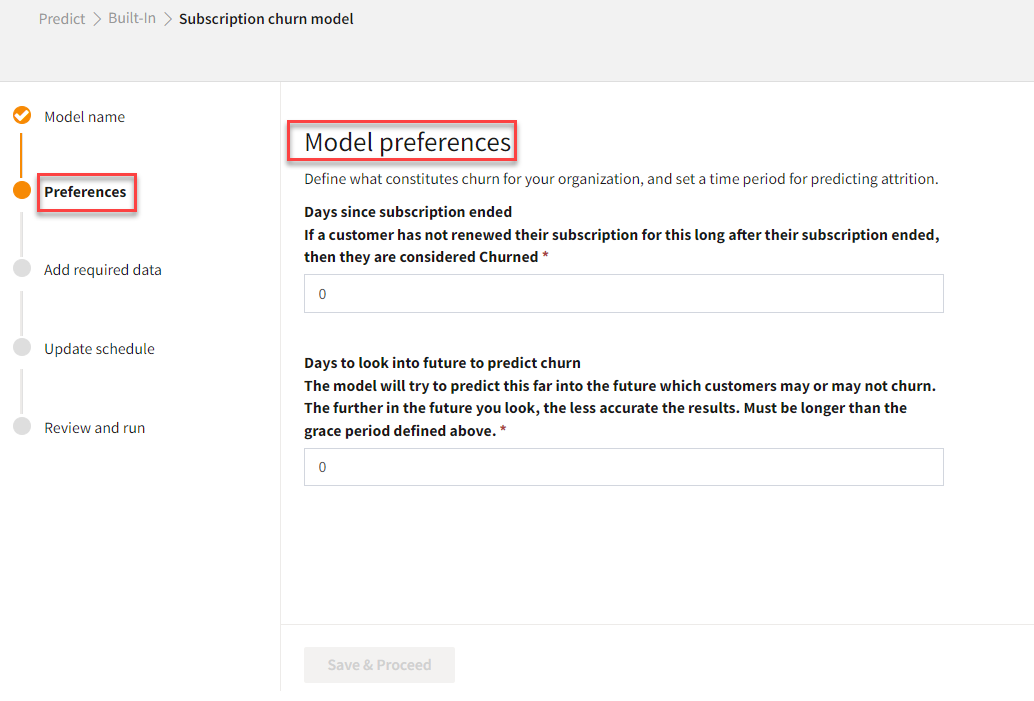 Predict > Built-In > Subscription churn model
Model name
Preferences
Add required data
Update schedule
Review and run
Model preferences
Define what constitutes churn for your organization, and set a time period for predicting attrition.
Days since subscription ended
If a customer has not renewed their subscription for this long after their subscription ended,
then they are considered Churned *
0
Days to look into future to predict churn
The model will try to predict this far into the future which customers may or may not churn.
The further in the future you look, the less accurate the results. Must be longer than the
grace period defined above. *
0
Save & Proceed